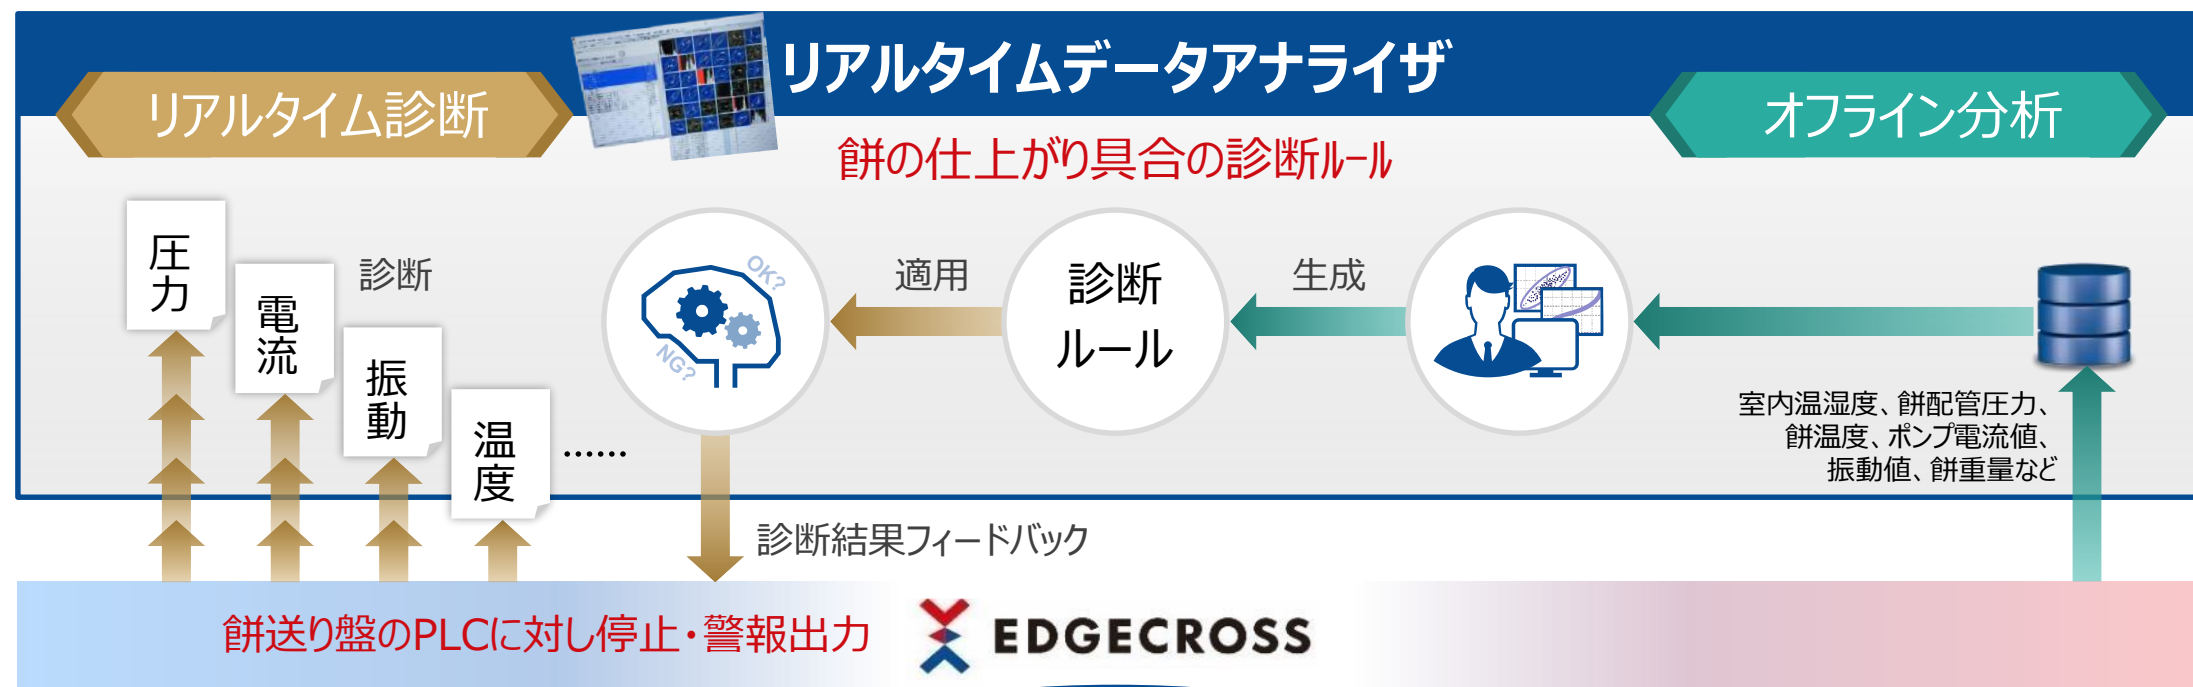 リアルタイムデータアナライザ
リアルタイム診断
オフライン分析
餅の仕上がり具合の診断ルール
圧力
電流
振動
温度
……
診断
OK?
NG?
適用
診断
ルール
生成
室内温湿度、餅配管圧力、
餅温度、ポンプ電流値、
振動値、餅重量など
診断結果フィードバック
餅送り盤のPLCに対し停止・警報出力
EDGECROSS